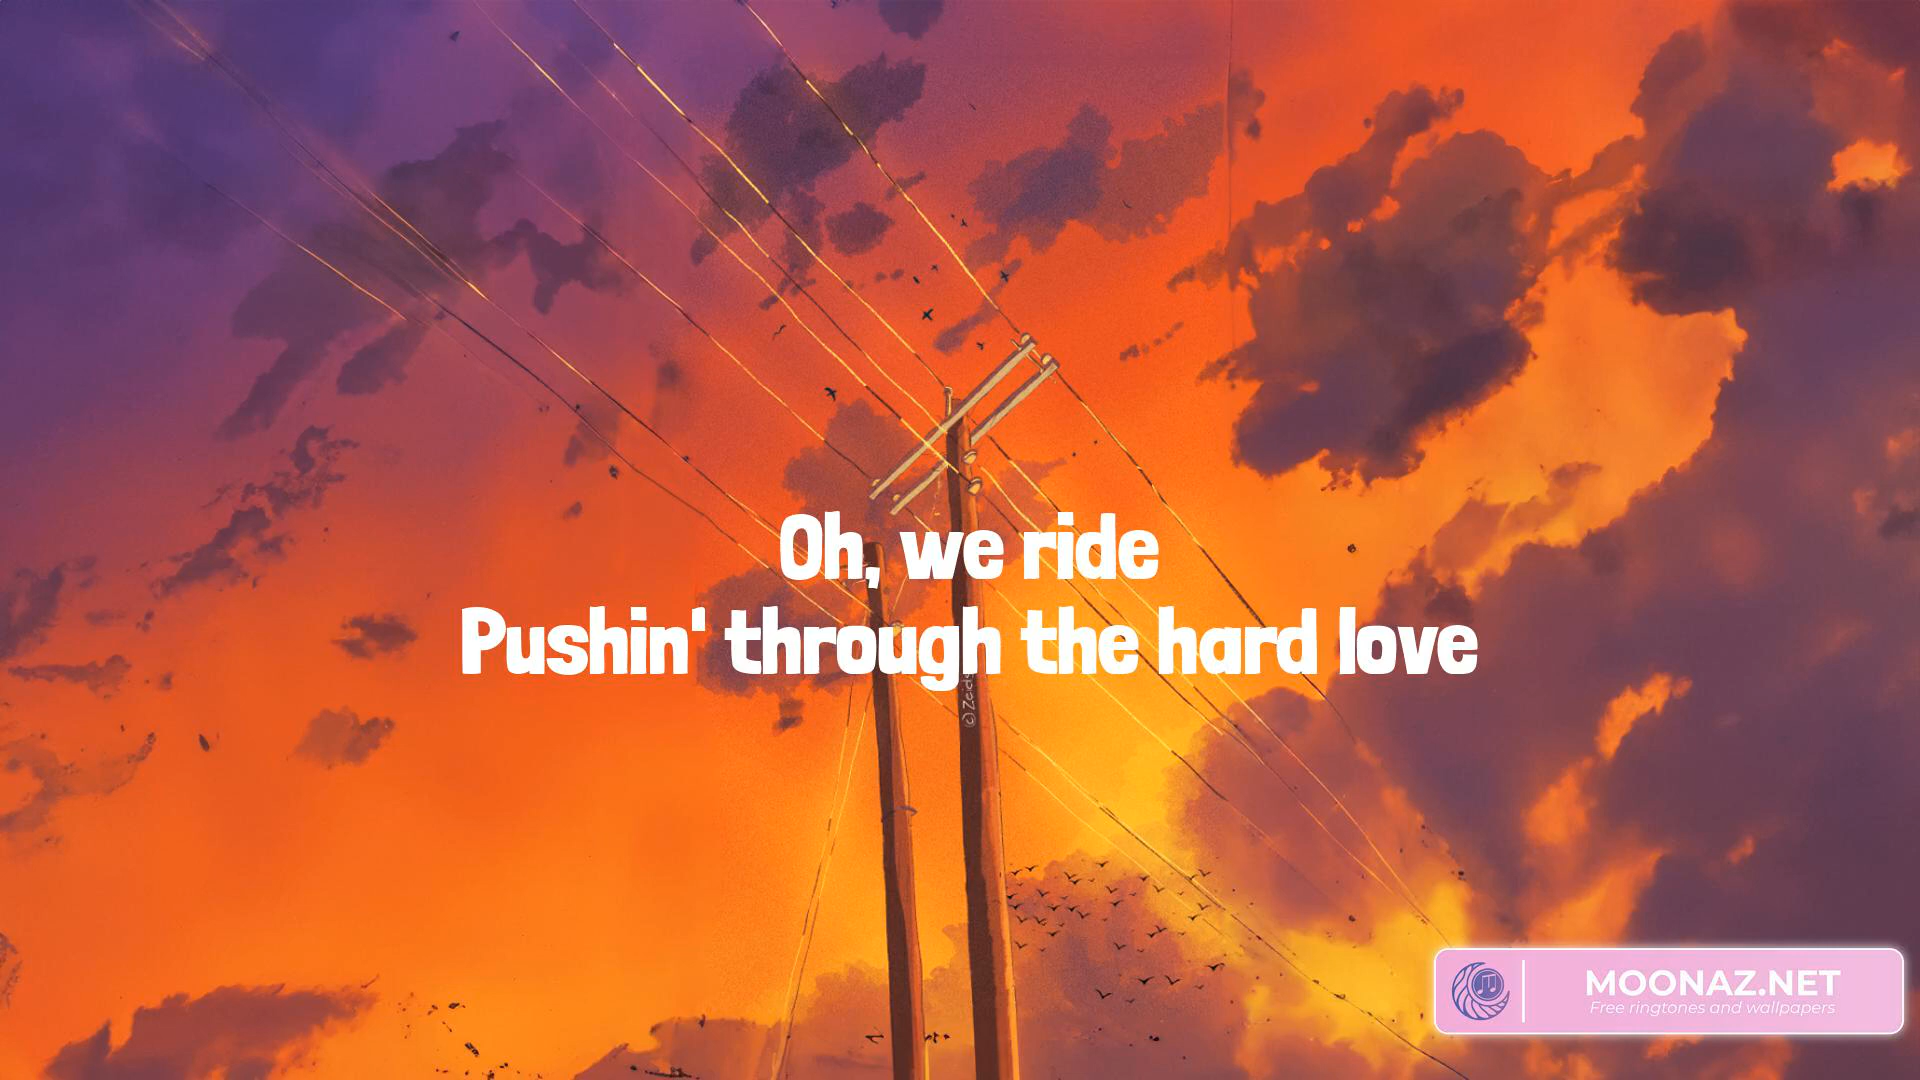 Oh, we ride
Pushin' through the hard love
MOONAZ.NET
Free ringtones and wallpapers